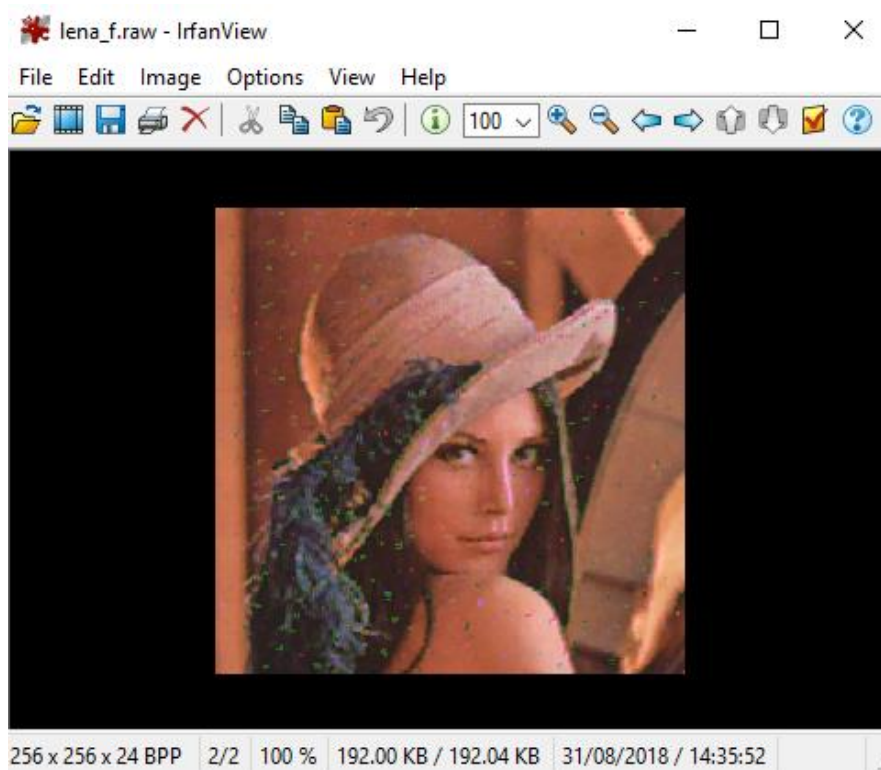 lena_f.raw - IrfanView
File Edit Image Options View Help
100
256 x 256 x 24 BPP 2/2 100 % 192.00 KB / 192.04 KB 31/08/2018 / 14:35:52